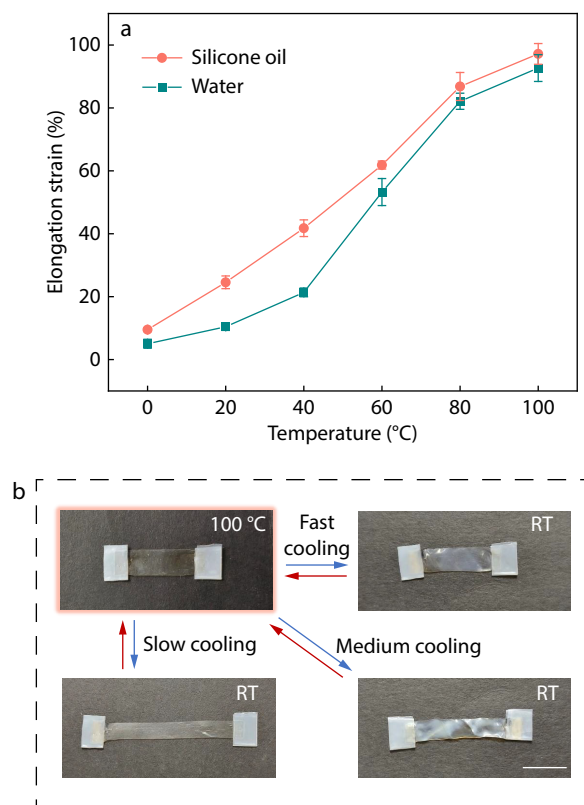 a
Silicone oil
Water
100
80
60
40
20
0
Elongation strain (%)
0 20 40 60 80 100
Temperature (°C)
b
100 °C
Fast
cooling
RT
Slow cooling
Medium cooling
RT
RT